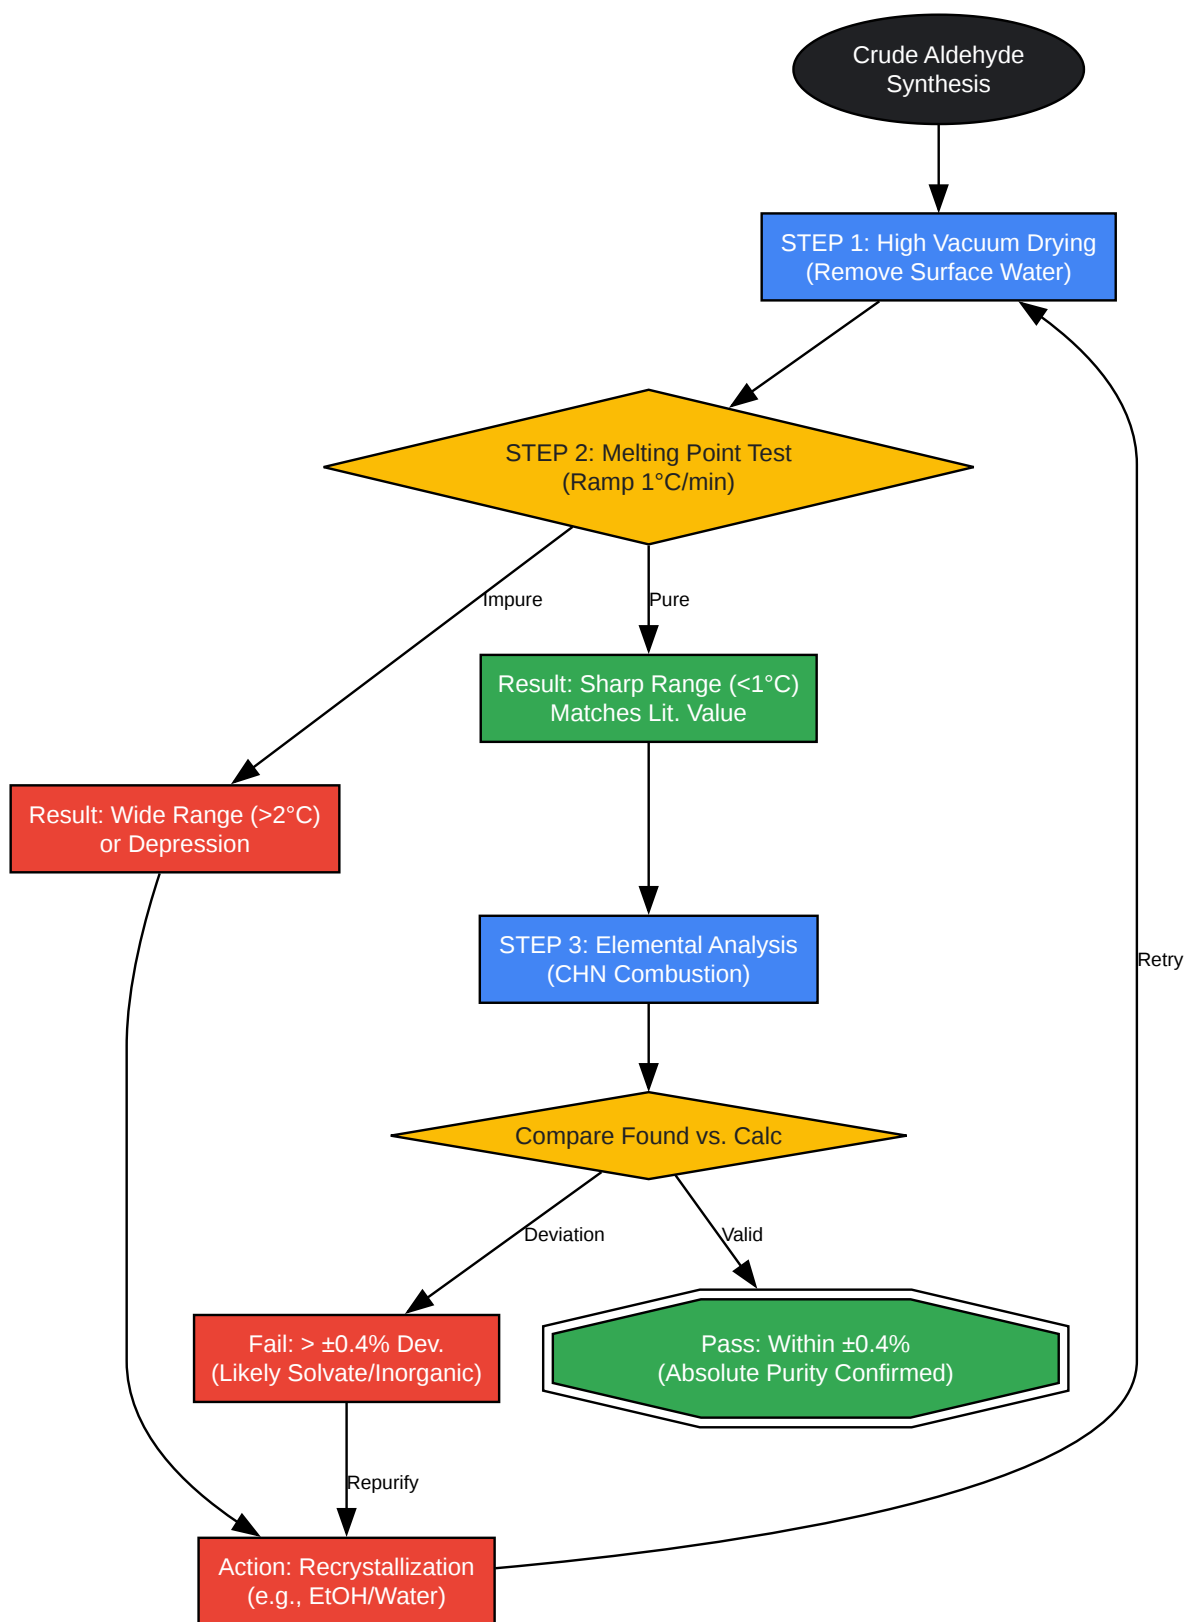 Crude Aldehyde
Synthesis
STEP 1: High Vacuum Drying
(Remove Surface Water)
STEP 2: Melting Point Test
(Ramp 1°C/min)
Impure
Pure
Result: Sharp Range (<1°C)
Matches Lit. Value
Result: Wide Range (>2°C)
or Depression
STEP 3: Elemental Analysis
(CHN Combustion)
Retry
Compare Found vs. Calc
Deviation
Valid
Fail: > ±0.4% Dev.
(Likely Solvate/Inorganic)
Pass: Within ±0.4%
(Absolute Purity Confirmed)
Repurify
Action: Recrystallization
(e.g., EtOH/Water)